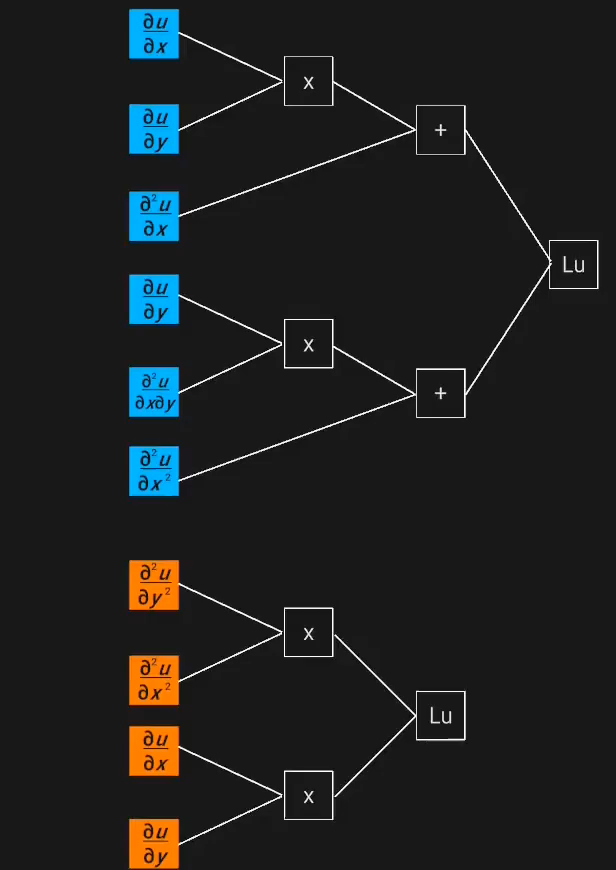 ∂u/∂x
x
∂u/∂y
+
∂²u/∂x
Lu
∂u/∂y
x
∂²u/∂x∂y
+
∂²u/∂x²
∂²u/∂y²
x
∂²u/∂x²
Lu
∂u/∂x
x
∂u/∂y